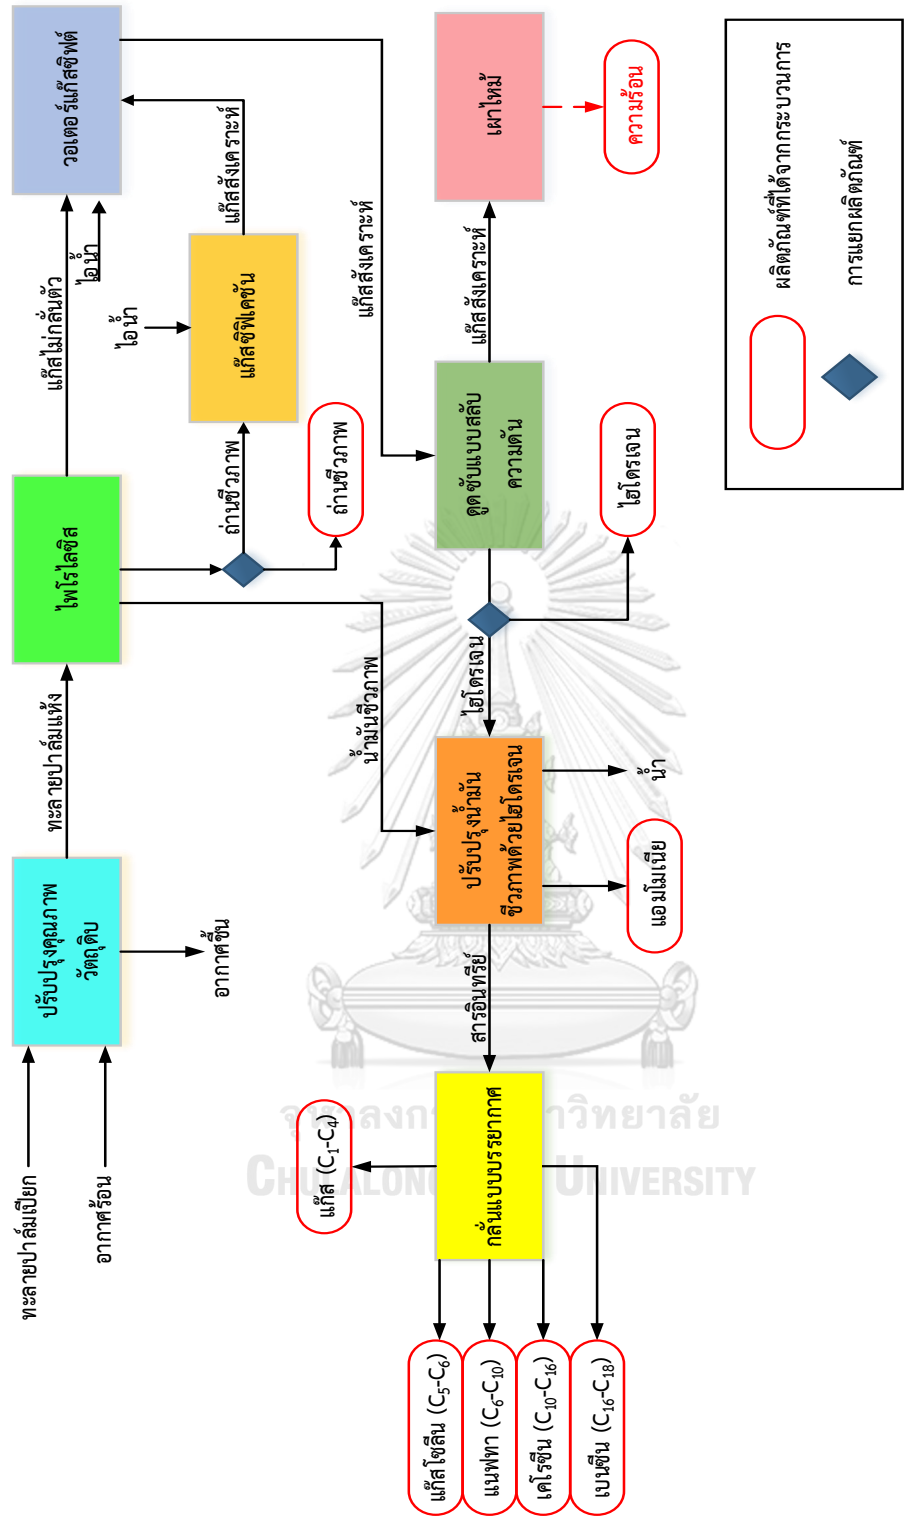 ทะลายปาล์มเปียก
อากาศร้อน
ปรับปรุงคุณภาพ
วัตถุดิบ
อากาศชื้น
ทะลายปาล์มแห้ง
ไพโรไลซิส
แก๊สไม่กลั่นตัว
ไอน้ำ
วอเตอร์แก๊สชิฟต์
ถ่านชีวภาพ
ถ่านชีวภาพ
ไอน้ำ
แก๊สซิฟิเคชัน
แก๊สสังเคราะห์
น้ำมันชีวภาพ
แก๊สสังเคราะห์
แก๊ส (C₁-C₄)
กลั่นแบบบรรยากาศ
สารอินทรีย์
ปรับปรุงน้ำมัน
ชีวภาพด้วยไฮโดรเจน
ไฮโดรเจน
ดูดซับแบบสลับ
ความดัน
แก๊สสังเคราะห์
เผาไหม้
แก๊สโซลีน (C₅-C₆)
แนฟทา (C₆-C₁₀)
เคโรซีน (C₁₀-C₁₆)
เบนซีน (C₁₆-C₁₈)
แอมโมเนีย
น้ำ
ไฮโดรเจน
ความร้อน
ผลิตภัณฑ์ที่ได้จากกระบวนการ
การแยกผลิตภัณฑ์